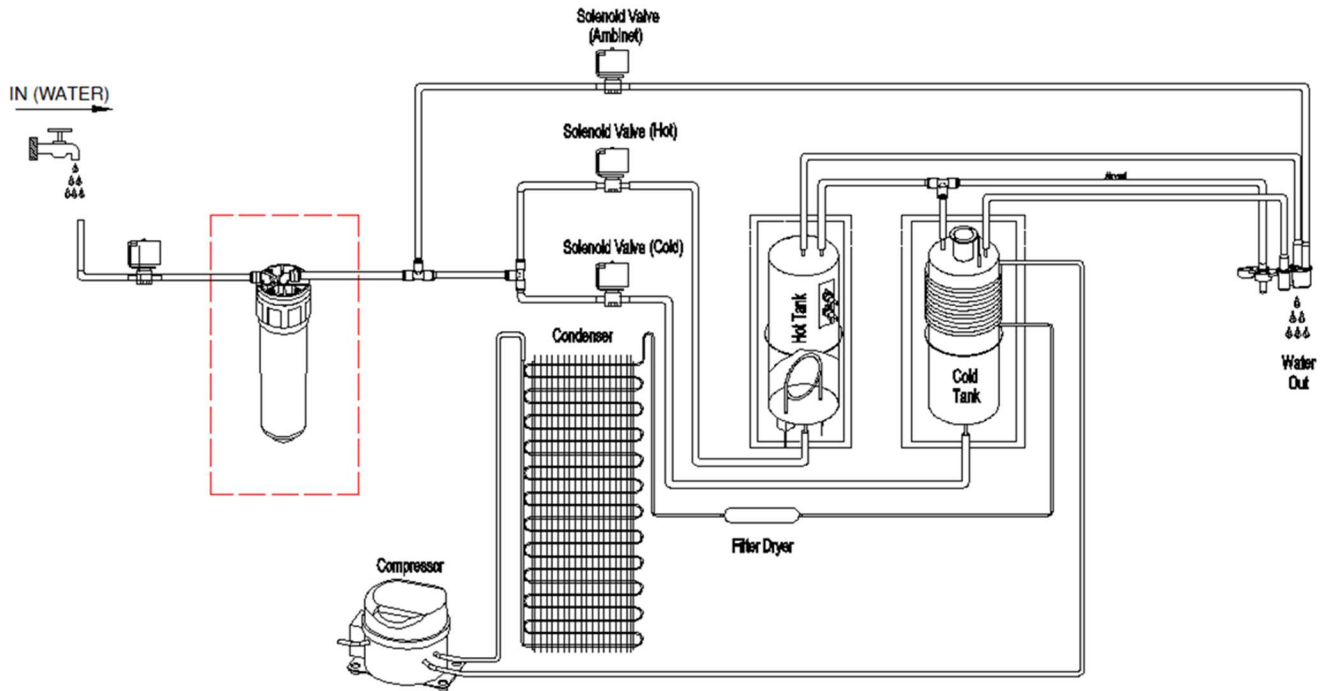 Solenoid Valve
(Ambinet)
IN (WATER)
Solenoid Valve (Hot)
Solenoid Valve (Cold)
Condenser
Hot Tank
Cold
Tank
Water
Out
Filter Dryer
Compressor